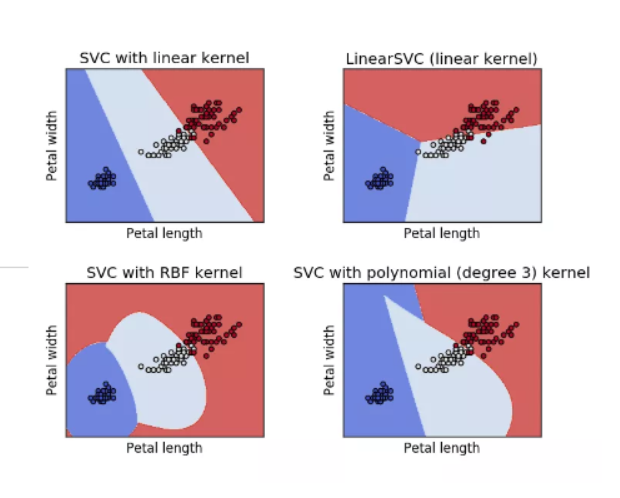 SVC with linear kernel
LinearSVC (linear kernel)
Petal width
Petal width
Petal length
Petal length
SVC with RBF kernel
SVC with polynomial (degree 3) kernel
Petal width
Petal width
Petal length
Petal length